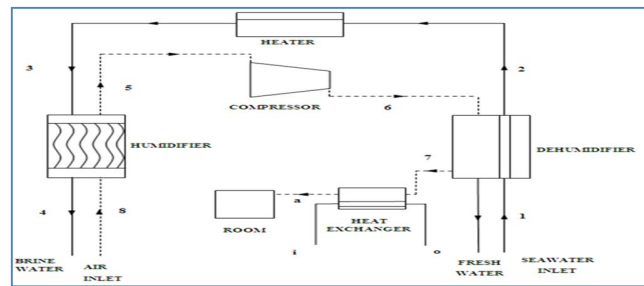 HEATER
3
5
2
COMPRESSOR
6
HUMIDIFIER
DEHUMIDIFIER
7
a
4
8
1
ROOM
HEAT
EXCHANGER
i
o
BRINE
WATER
AIR
INLET
FRESH
WATER
SEAWATER
INLET